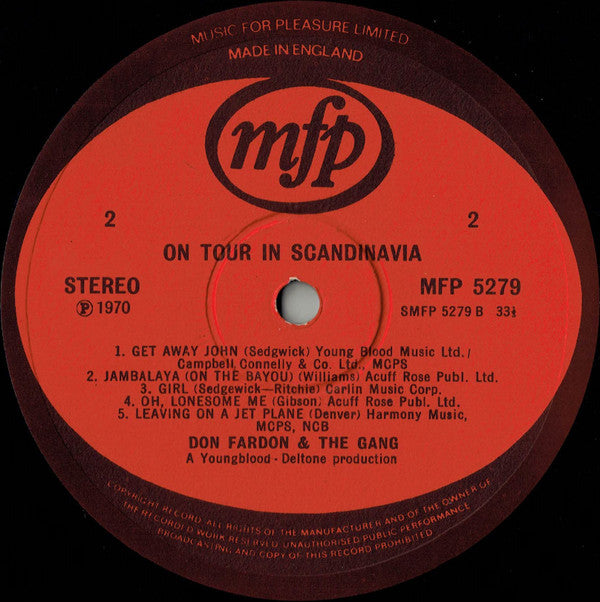 MUSIC FOR PLEASURE LIMITED
MADE IN ENGLAND
mfp
2
2
ON TOUR IN SCANDINAVIA
STEREO
MFP 5279
Ⓟ 1970
SMFP 5279 B 33⅓
1. GET AWAY JOHN (Sedgwick) Young Blood Music Ltd./
Campbell Connelly & Co. Ltd., MCPS
2. JAMBALAYA (ON THE BAYOU) (Williams) Acuff Rose Publ. Ltd.
3. GIRL (Sedgewick—Ritchie) Carlin Music Corp.
4. OH, LONESOME ME (Gibson) Acuff Rose Publ. Ltd.
5. LEAVING ON A JET PLANE (Denver) Harmony Music,
MCPS, NCB
DON FARDON & THE GANG
A Youngblood - Deltone production
COPYRIGHT RECORD ALL RIGHTS OF THE MANUFACTURER AND OF THE OWNER OF
THE RECORDED WORK RESERVED UNAUTHORISED PUBLIC PERFORMANCE
BROADCASTING AND COPY OF THIS RECORD PROHIBITED